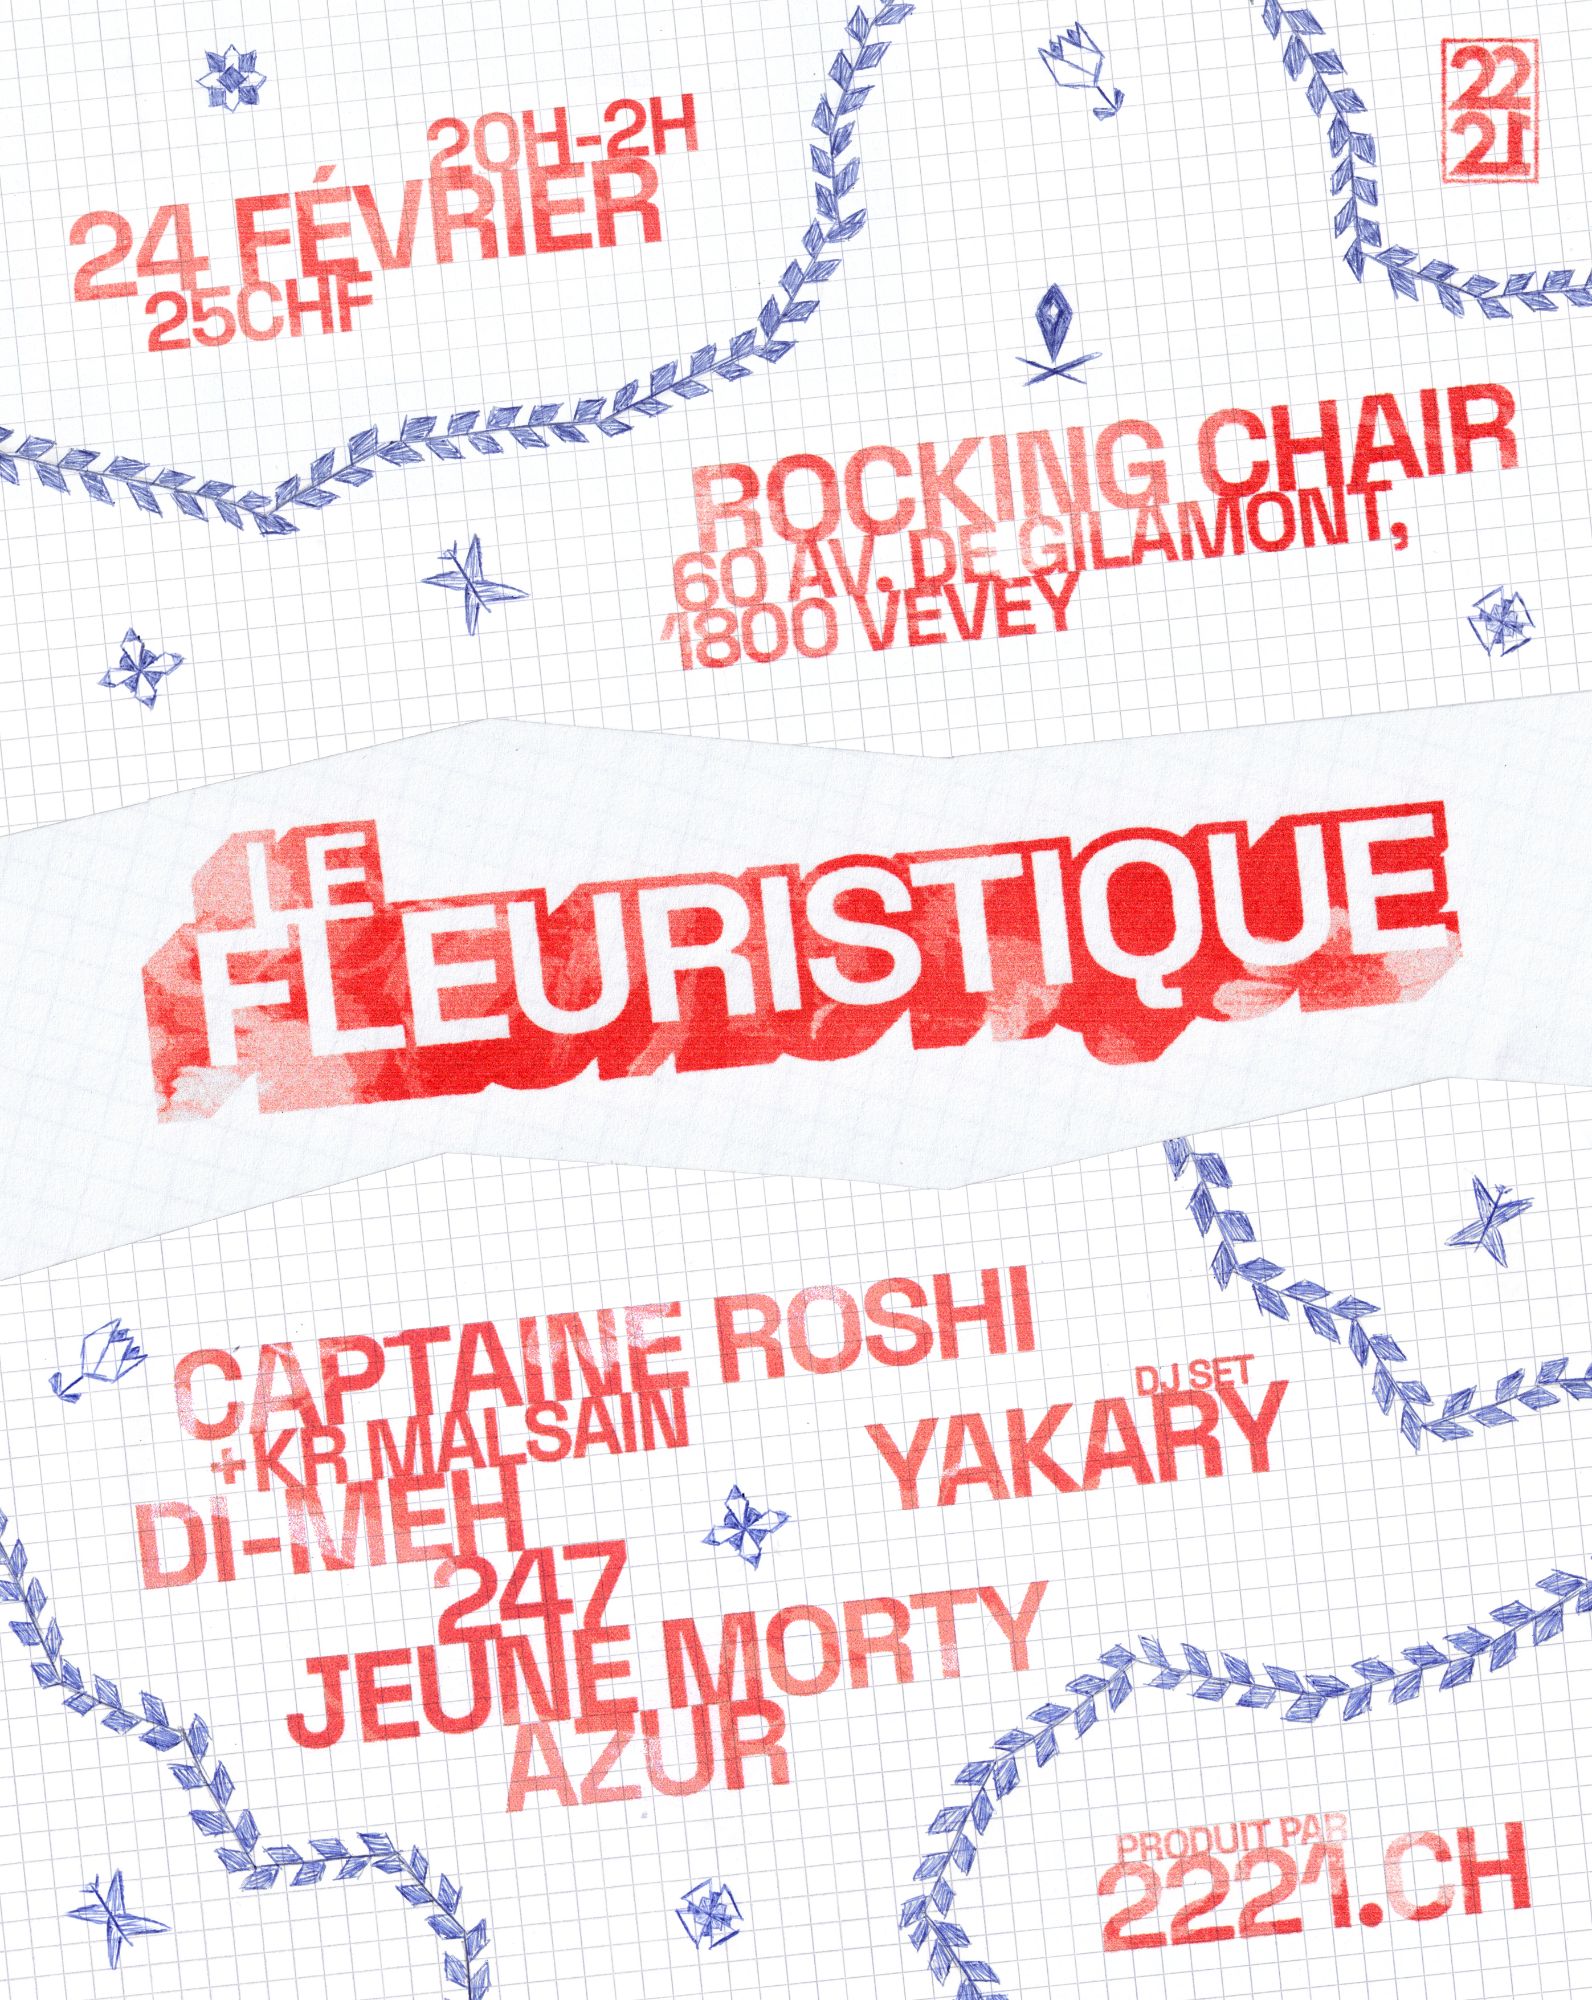 22
21
20H-2H
24 FÉVRIER
25CHF
ROCKING CHAIR
60 AV. DE GILAMONT,
1800 VEVEY
LE
FLEURISTIQUE
CAPTAINE ROSHI
+KR MALSAIN
DI-MEH
247
JEUNE MORTY
AZUR
DJ SET
YAKARY
PRODUIT PAR
2221.CH